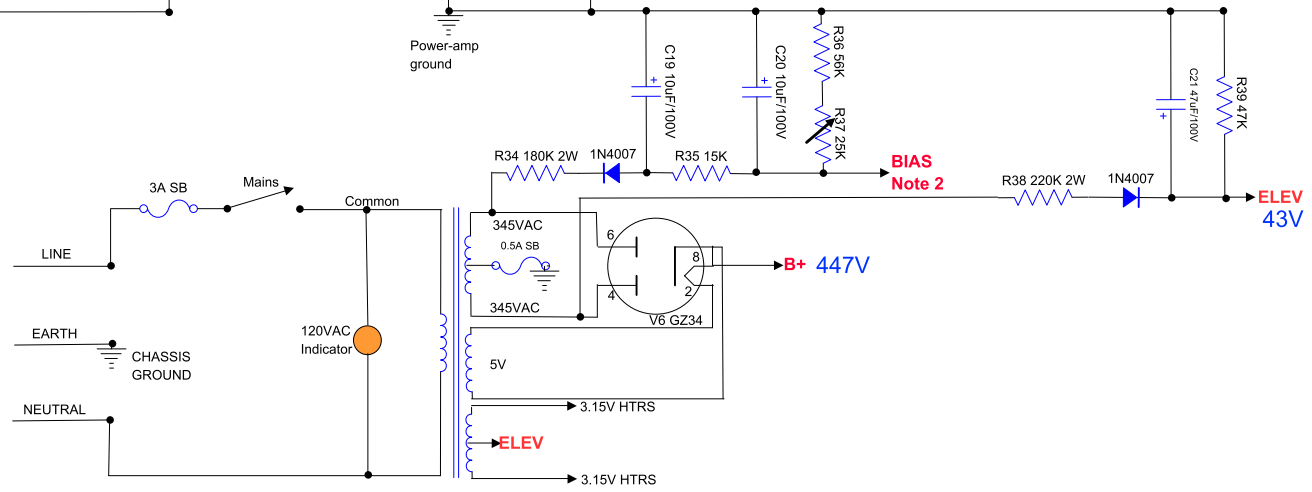 Power-amp
ground
C19 10uF/100V
+
C20 10uF/100V
+
R36 56K
R37 25K
C21 47uF/100V
+
R39 47K
R34 180K 2W
1N4007
R35 15K
BIAS
Note 2
R38 220K 2W
1N4007
ELEV
43V
3A SB
Mains
Common
LINE
345VAC
0.5A SB
345VAC
6
4
8
2
V6 GZ34
B+ 447V
EARTH
CHASSIS
GROUND
120VAC
Indicator
5V
NEUTRAL
3.15V HTRS
ELEV
3.15V HTRS